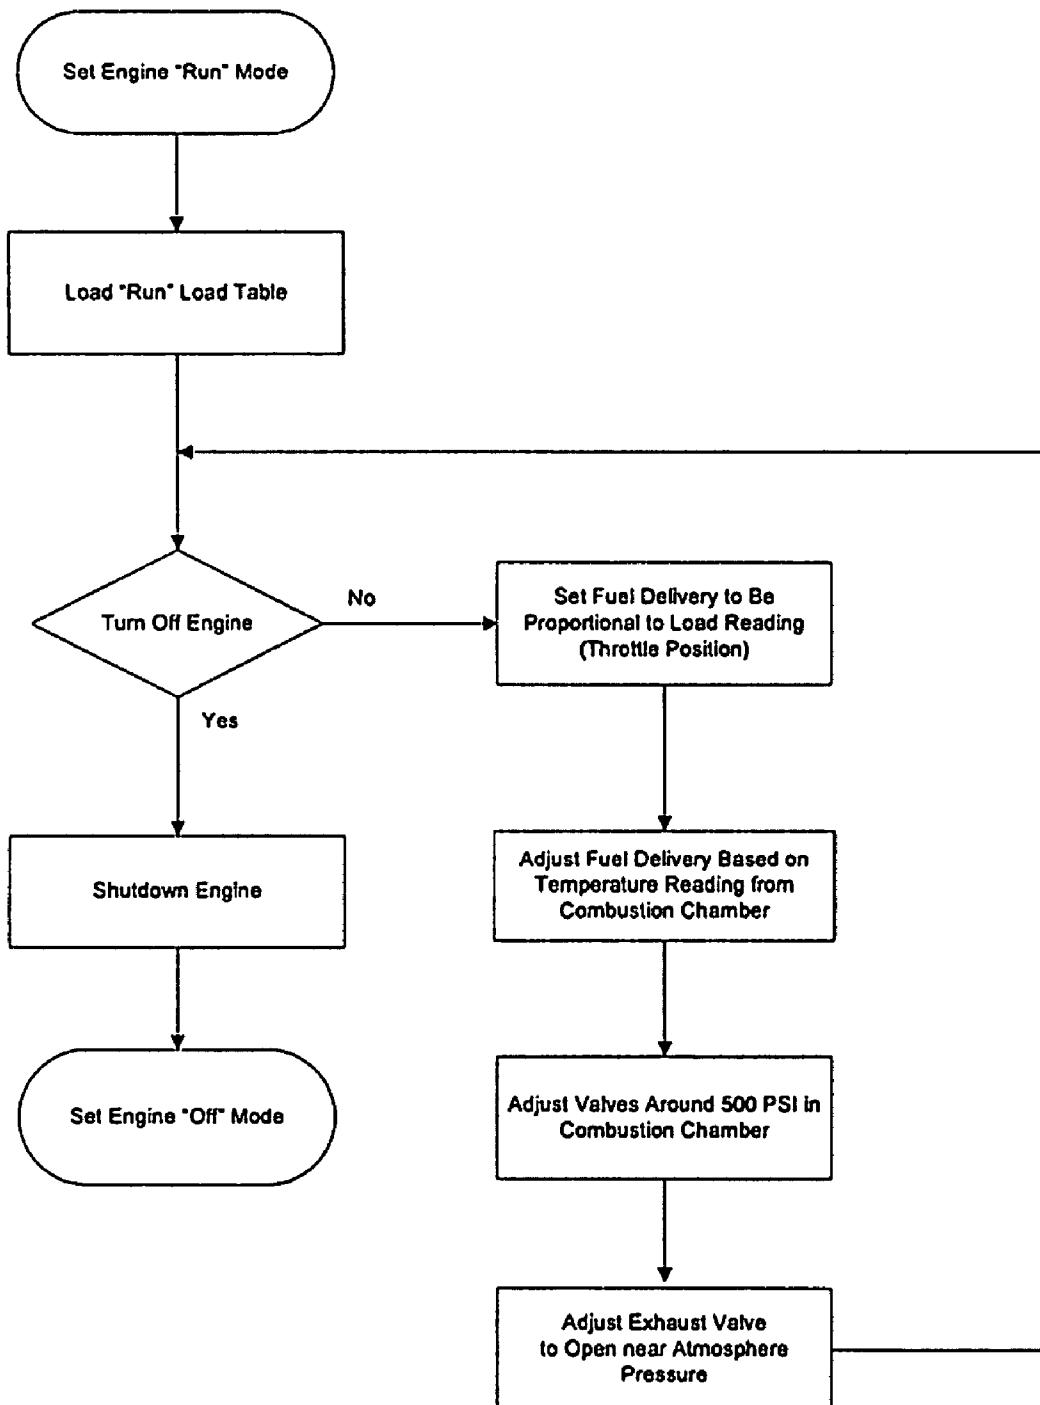 Set Engine "Run" Mode
Load "Run" Load Table
Turn Off Engine
No
Yes
Set Fuel Delivery to Be
Proportional to Load Reading
(Throttle Position)
Adjust Fuel Delivery Based on
Temperature Reading from
Combustion Chamber
Shutdown Engine
Adjust Valves Around 500 PSI in
Combustion Chamber
Set Engine "Off" Mode
Adjust Exhaust Valve
to Open near Atmosphere
Pressure